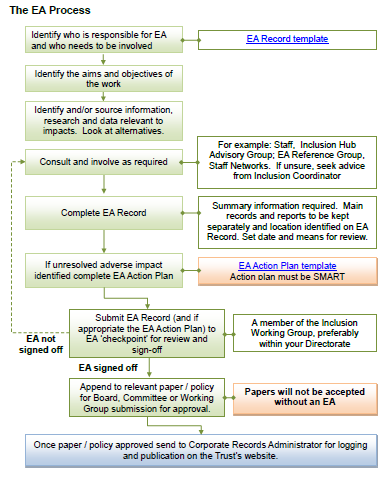 The EA Process
Identify who is responsible for EA
and who needs to be involved
EA Record template
Identify the aims and objectives of
the work
Identify and/or source information,
research and data relevant to
impacts.  Look at alternatives.
Consult and involve as required
For example: Staff,  Inclusion Hub
Advisory Group; EA Reference Group,
Staff Networks.  If unsure, seek advice
from Inclusion Coordinator
Complete EA Record
Summary information required.  Main
records and reports to be kept
separately and location identified on EA
Record. Set date and means for review.
If unresolved adverse impact
identified complete EA Action Plan
EA Action Plan template
Action plan must be SMART
Submit EA Record (and if
appropriate the EA Action Plan) to
EA 'checkpoint' for review and
sign-off
A member of the Inclusion
Working Group, preferably
within your Directorate
EA not
signed off
EA signed off
Append to relevant paper / policy
for Board, Committee or Working
Group submission for approval.
Papers will not be accepted
without an EA
Once paper / policy approved send to Corporate Records Administrator for logging
and publication on the Trust's website.